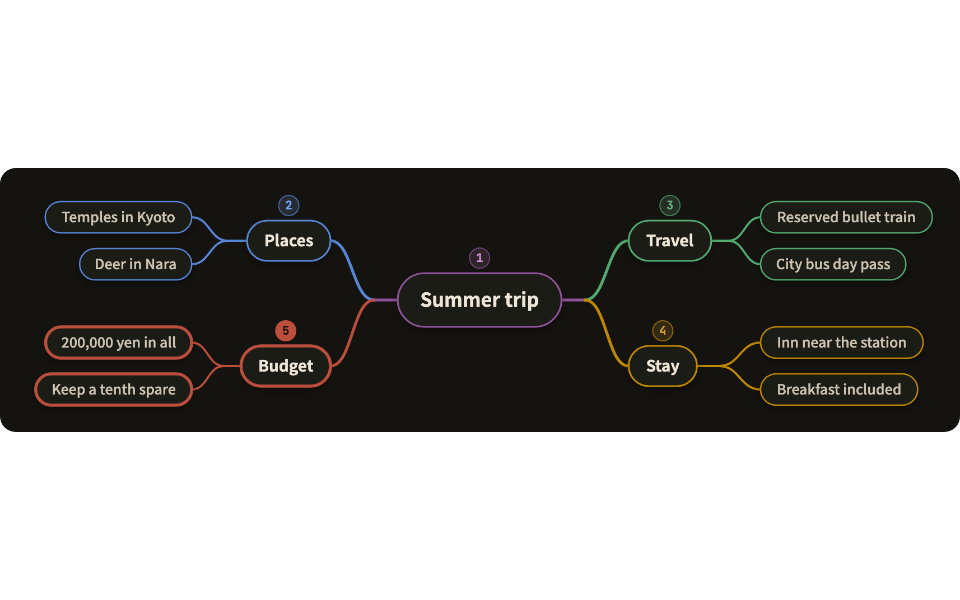 1
Summer trip
2
Places
Temples in Kyoto
Deer in Nara
3
Travel
Reserved bullet train
City bus day pass
4
Stay
Inn near the station
Breakfast included
5
Budget
200,000 yen in all
Keep a tenth spare